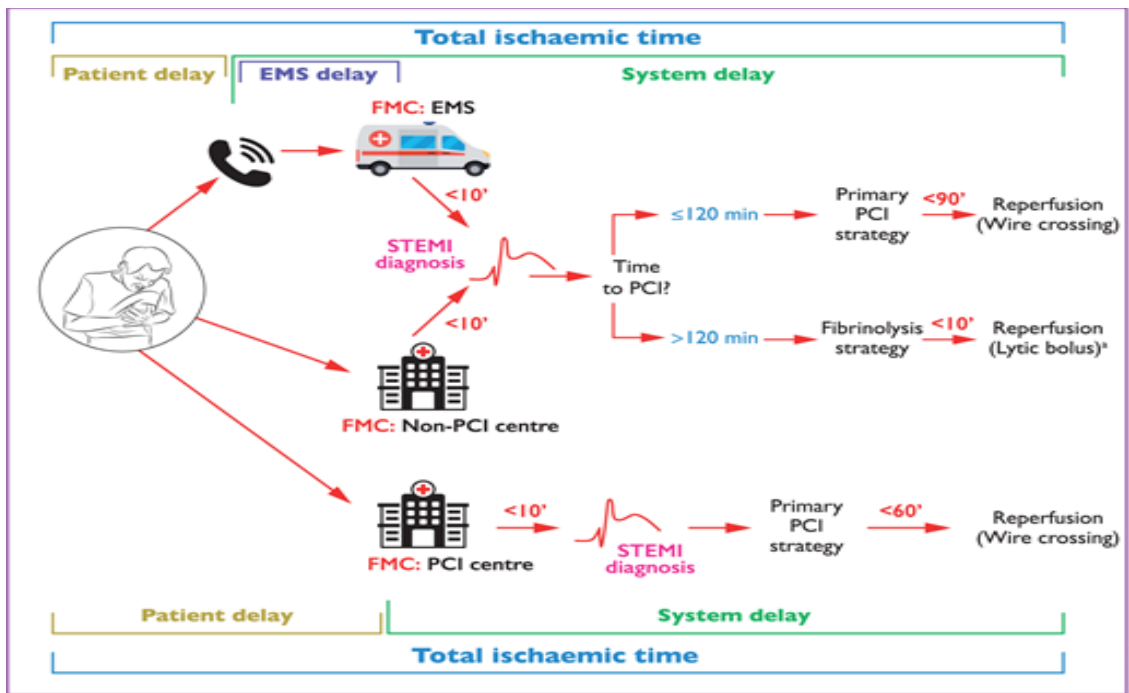 Total ischaemic time
Patient delay
EMS delay
System delay
FMC: EMS
<10’
STEMI
diagnosis
<10’
Time
to PCI?
≤120 min
Primary
PCI
strategy
<90’
Reperfusion
(Wire crossing)
>120 min
Fibrinolysis
strategy
<10’
Reperfusion
(Lytic bolus)ª
FMC: Non-PCI centre
FMC: PCI centre
<10’
STEMI
diagnosis
Primary
PCI
strategy
<60’
Reperfusion
(Wire crossing)
Patient delay
System delay
Total ischaemic time